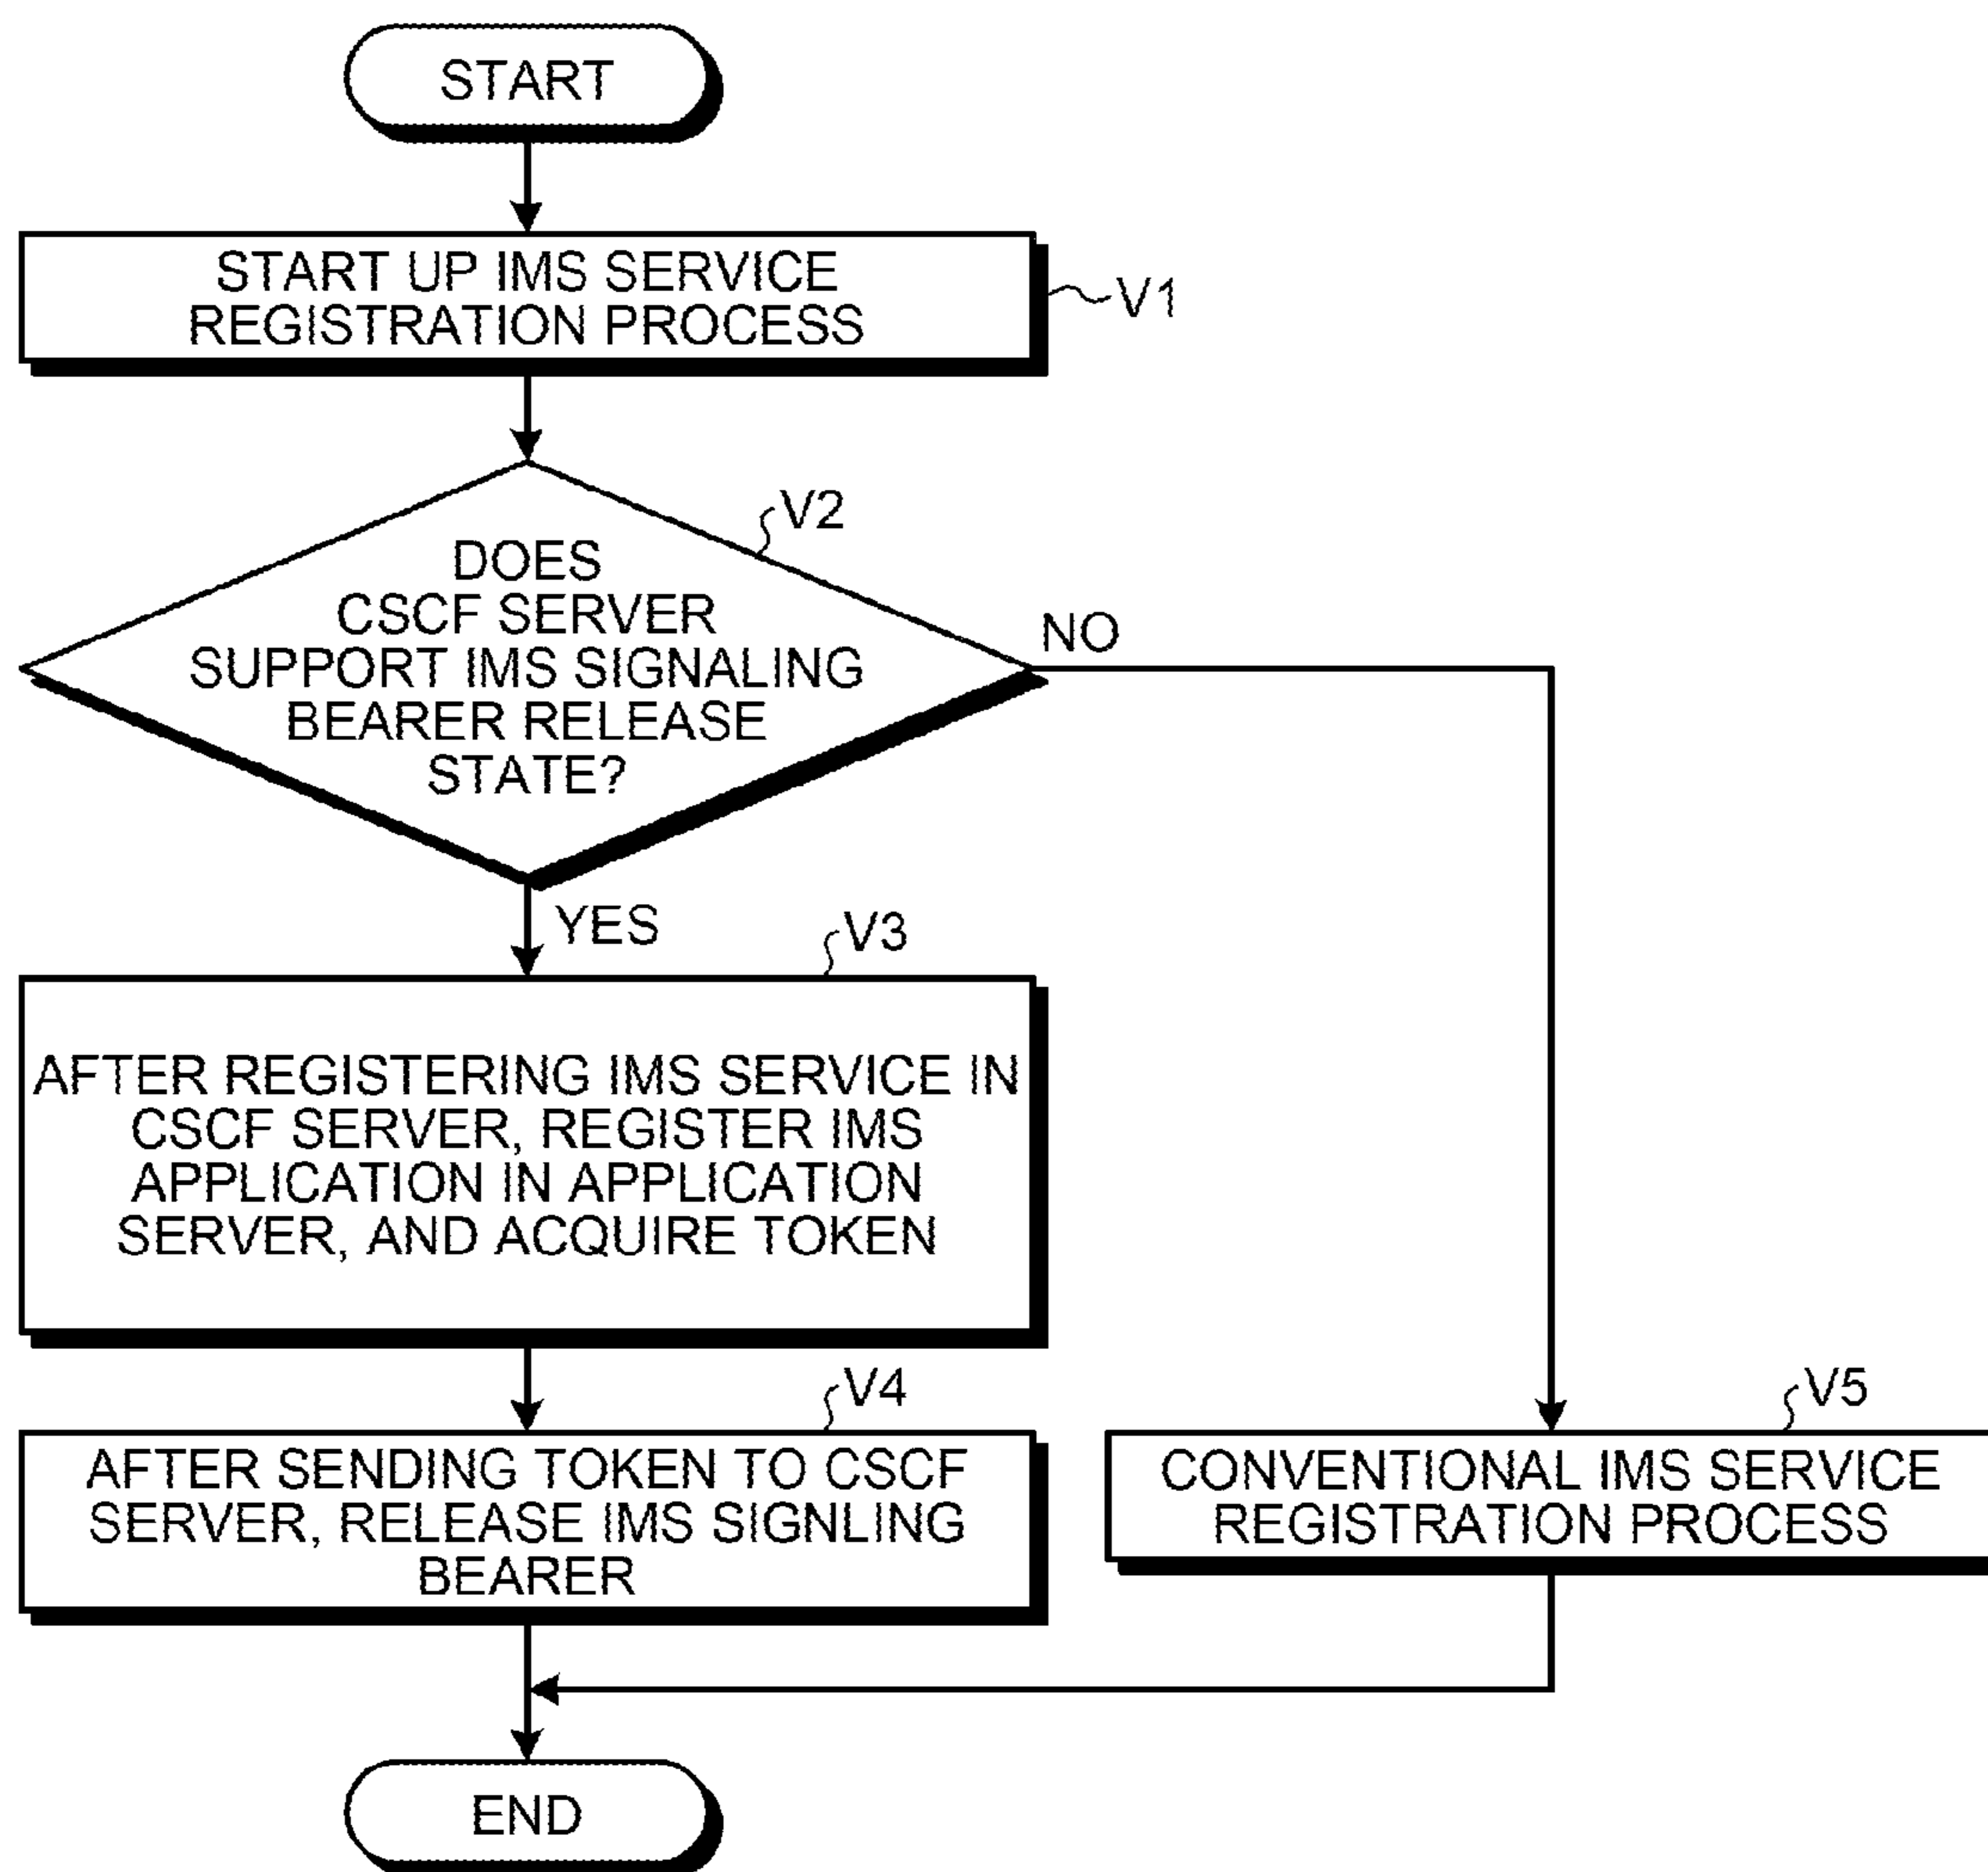 START
START UP IMS SERVICE
REGISTRATION PROCESS
V1
V2
DOES
CSCF SERVER
SUPPORT IMS SIGNALING
BEARER RELEASE
STATE?
NO
YES
V3
AFTER REGISTERING IMS SERVICE IN
CSCF SERVER, REGISTER IMS
APPLICATION IN APPLICATION
SERVER, AND ACQUIRE TOKEN
V4
AFTER SENDING TOKEN TO CSCF
SERVER, RELEASE IMS SIGNLING
BEARER
V5
CONVENTIONAL IMS SERVICE
REGISTRATION PROCESS
END